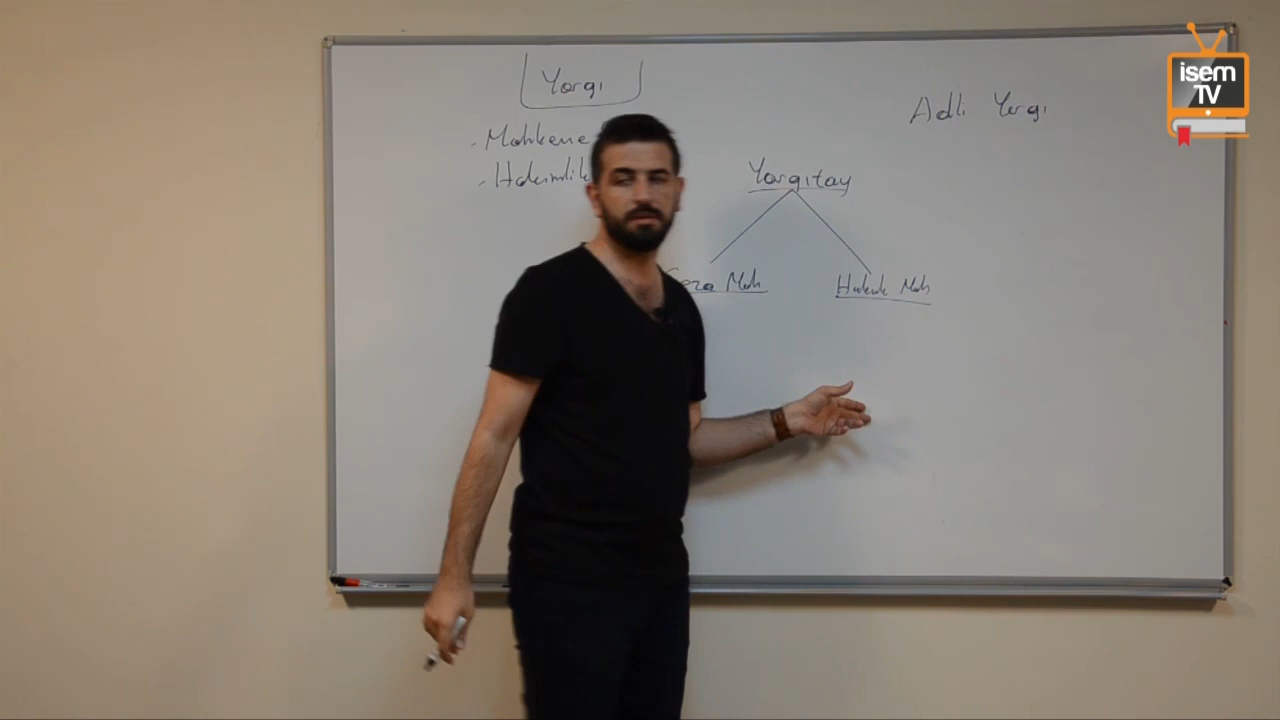 Yargı
- Mahkeme
- Hakimlik
Adli Yargı
Yargıtay
Ceza Mah
Hukuk Mah
isem
TV